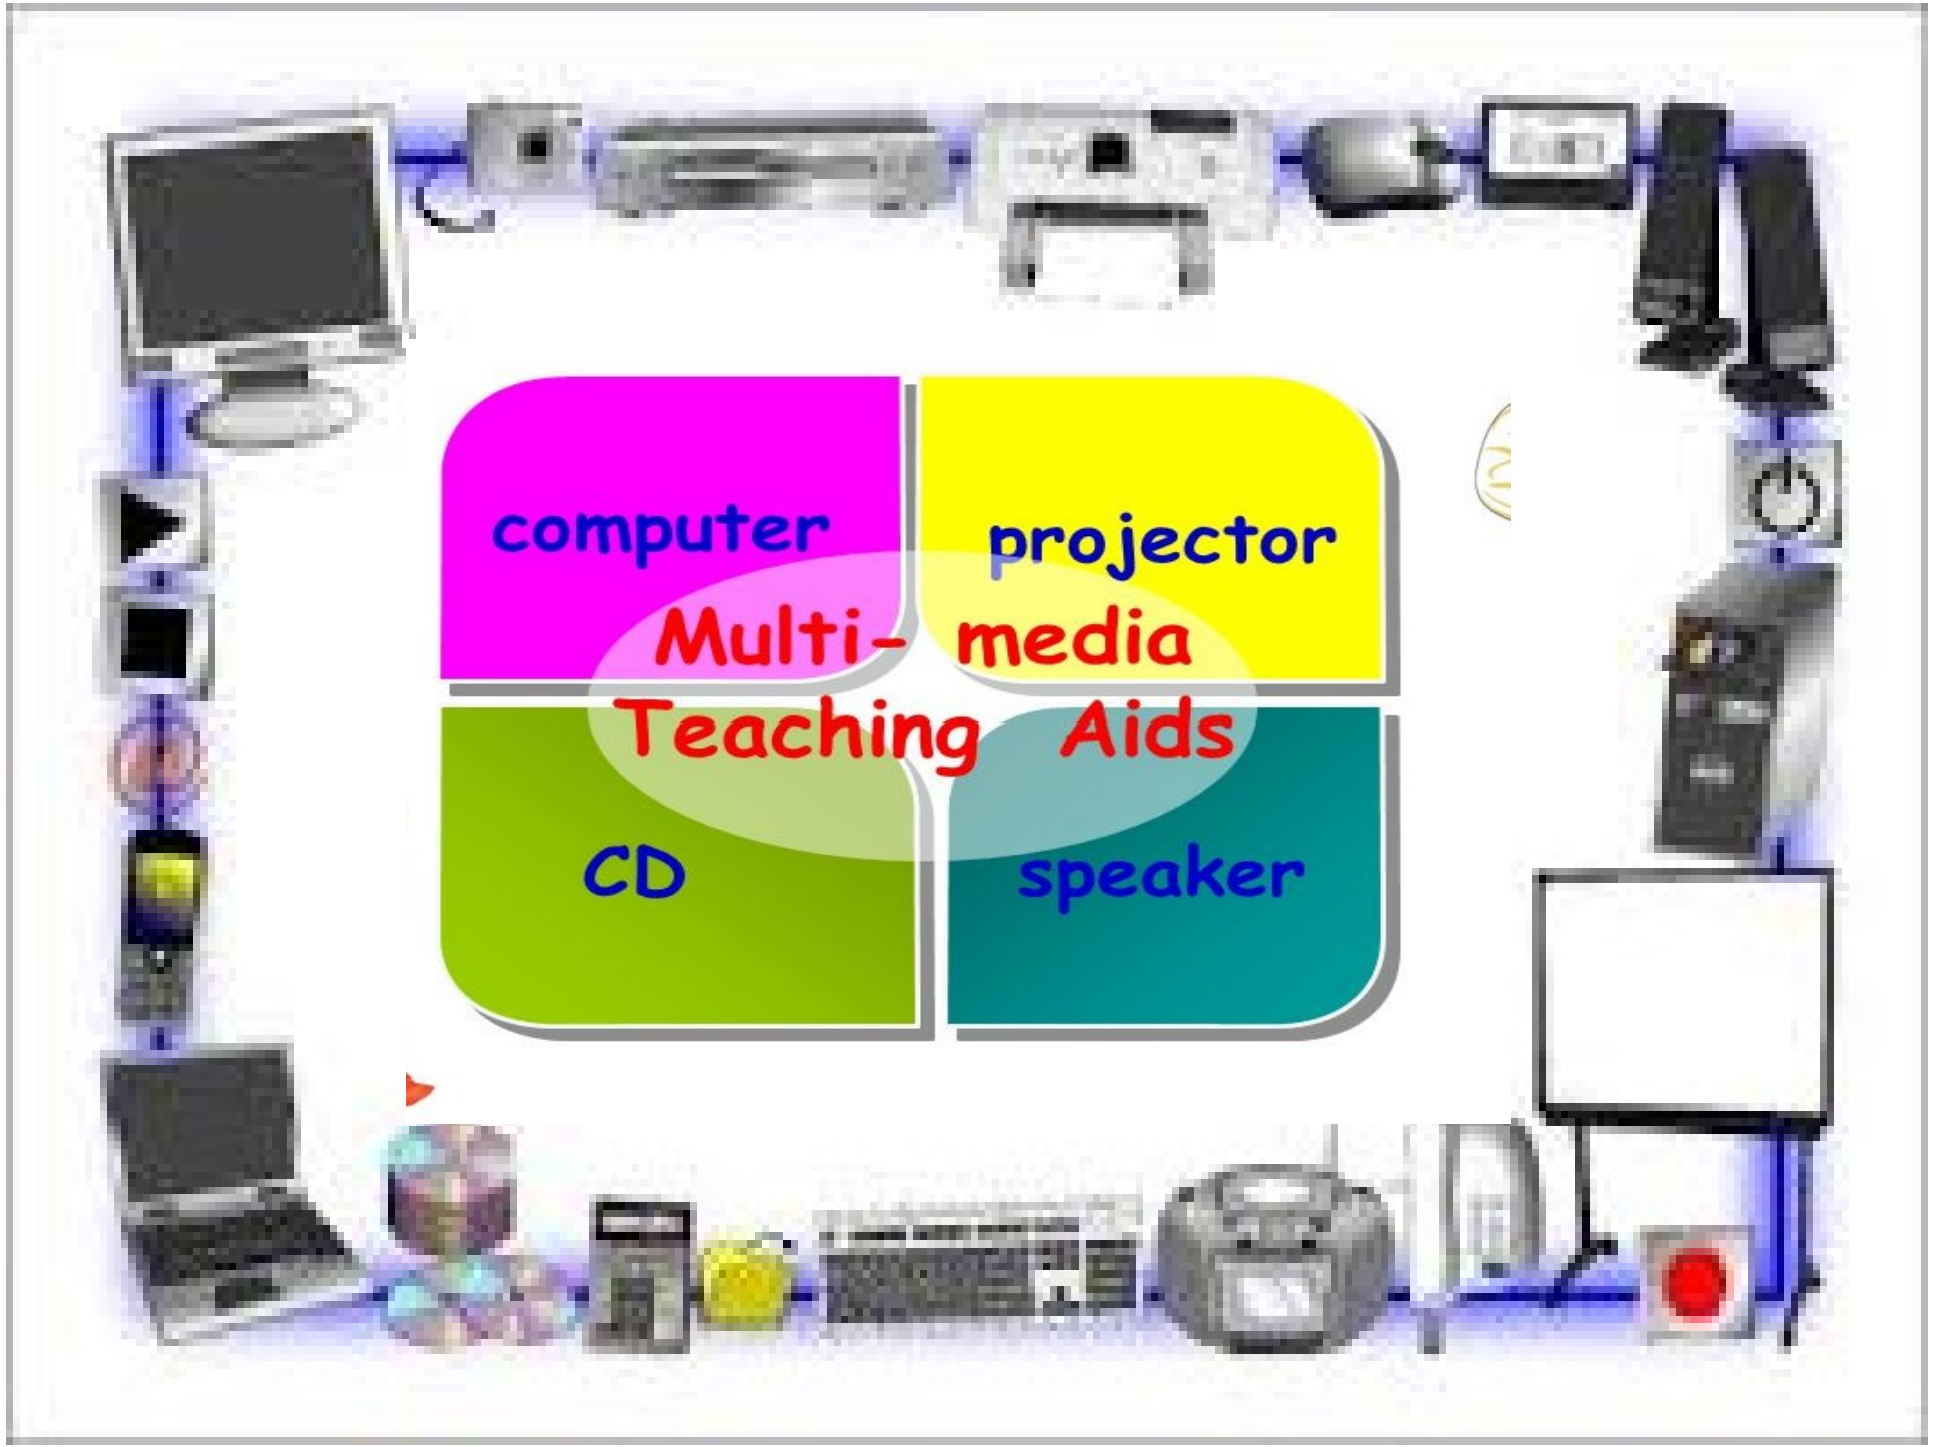 computer
projector
Multi- media
Teaching Aids
CD
speaker